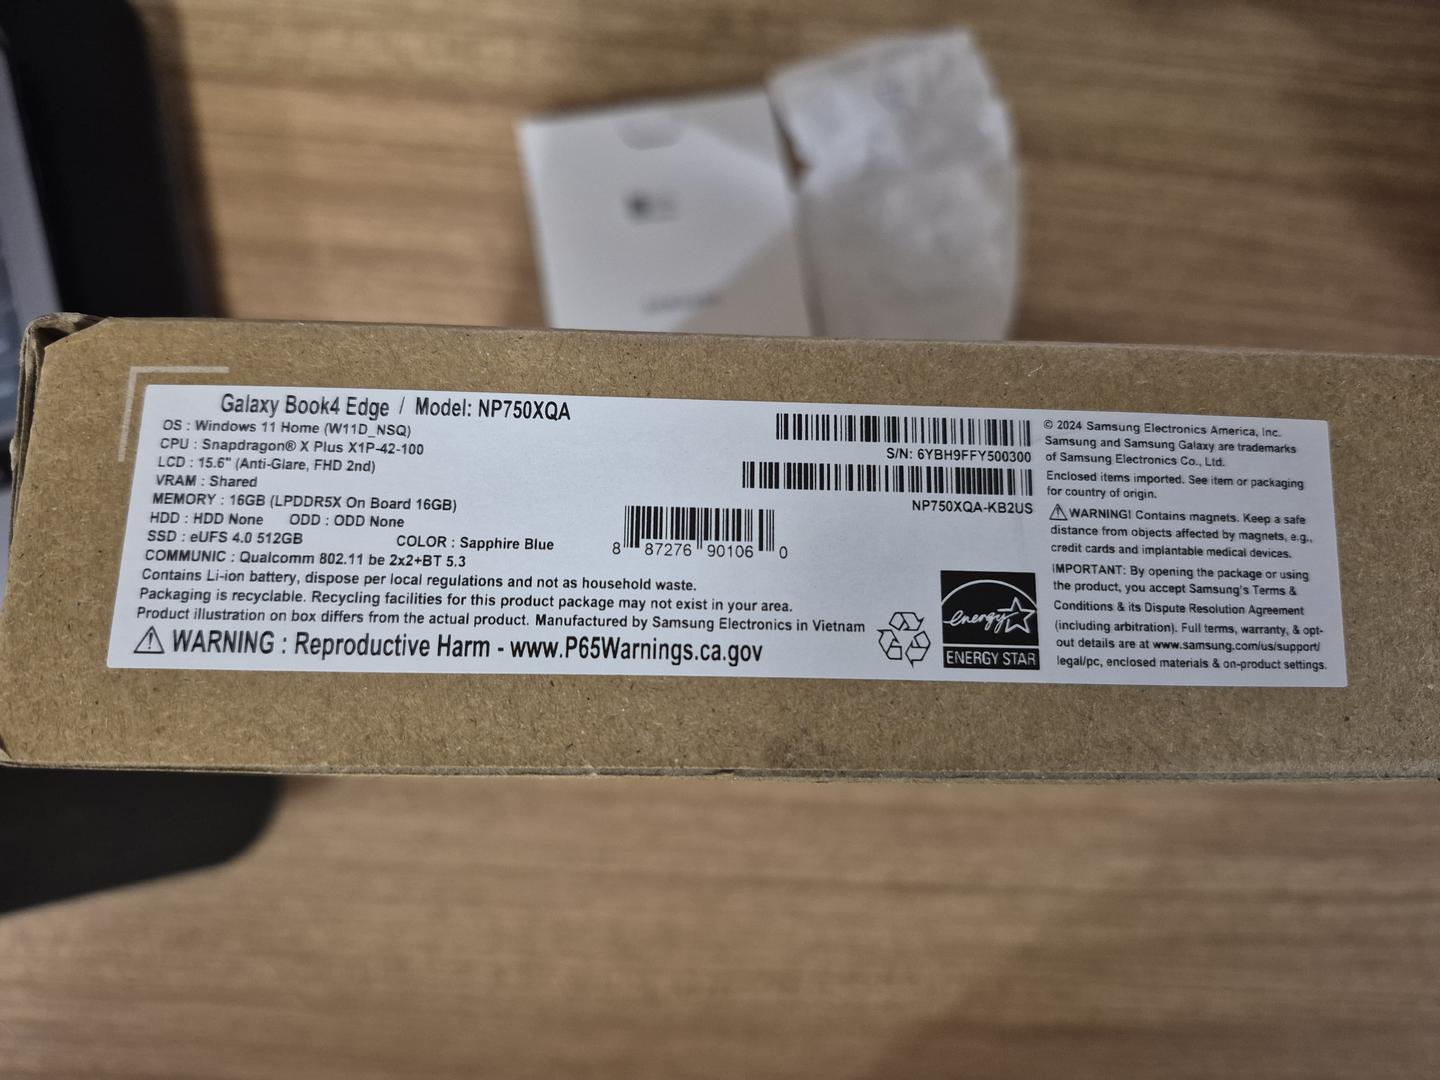 Galaxy Book4 Edge / Model: NP750XQA
OS : Windows 11 Home (W11D_NSQ)
CPU : Snapdragon® X Plus X1P-42-100
LCD : 15.6" (Anti-Glare, FHD 2nd)
VRAM : Shared
MEMORY : 16GB (LPDDR5X On Board 16GB)
HDD : HDD None ODD : ODD None
SSD : eUFS 4.0 512GB COLOR : Sapphire Blue
COMMUNIC : Qualcomm 802.11 be 2x2+BT 5.3
Contains Li-ion battery, dispose per local regulations and not as household waste.
Packaging is recyclable. Recycling facilities for this product package may not exist in your area.
Product illustration on box differs from the actual product. Manufactured by Samsung Electronics in Vietnam
⚠ WARNING : Reproductive Harm - www.P65Warnings.ca.gov
8 87276 90106 0
S/N: 6YBH9FFY500300
NP750XQA-KB2US
energy
ENERGY STAR
© 2024 Samsung Electronics America, Inc.
Samsung and Samsung Galaxy are trademarks
of Samsung Electronics Co., Ltd.
Enclosed items imported. See item or packaging
for country of origin.
⚠WARNING! Contains magnets. Keep a safe
distance from objects affected by magnets, e.g.,
credit cards and implantable medical devices.
IMPORTANT: By opening the package or using
the product, you accept Samsung's Terms &
Conditions & its Dispute Resolution Agreement
(including arbitration). Full terms, warranty, & opt-
out details are at www.samsung.com/us/support/
legal/pc, enclosed materials & on-product settings.